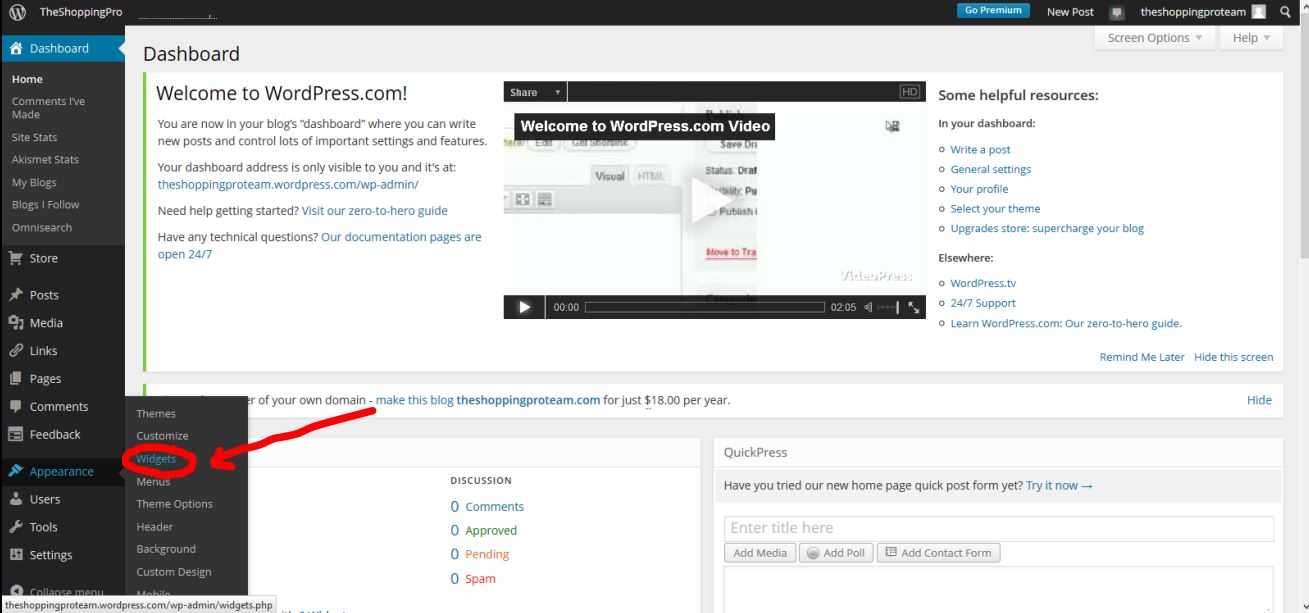 TheShoppingPro
Go Premium
New Post
theshoppingproteam
Screen Options
Help
Dashboard
Home
Comments I've
Made
Site Stats
Akismet Stats
My Blogs
Blogs I Follow
Omnisearch
Store
Posts
Media
Links
Pages
Comments
Feedback
Appearance
Users
Tools
Settings
Collapse menu
Themes
Customize
Widgets
Menus
Theme Options
Header
Background
Custom Design
Mobile
Dashboard
Welcome to WordPress.com!
You are now in your blog's "dashboard" where you can write
new posts and control lots of important settings and features.
Your dashboard address is only visible to you and it's at:
theshoppingproteam.wordpress.com/wp-admin/
Need help getting started? Visit our zero-to-hero guide
Have any technical questions? Our documentation pages are
open 24/7
Share
HD
Welcome to WordPress.com Video
Edit
Get Shortlink
Save Dra
Visual
HTML
Status: Draf
Publish i
Move to Tra
VideoPress
00:00
02:05
Some helpful resources:
In your dashboard:
Write a post
General settings
Your profile
Select your theme
Upgrades store: supercharge your blog
Elsewhere:
WordPress.tv
24/7 Support
Learn WordPress.com: Our zero-to-hero guide.
Remind Me Later
Hide this screen
of your own domain - make this blog theshoppingproteam.com for just $18.00 per year.
Hide
DISCUSSION
0 Comments
0 Approved
0 Pending
0 Spam
QuickPress
Have you tried our new home page quick post form yet? Try it now →
Enter title here
Add Media
Add Poll
Add Contact Form
theshoppingproteam.wordpress.com/wp-admin/widgets.php